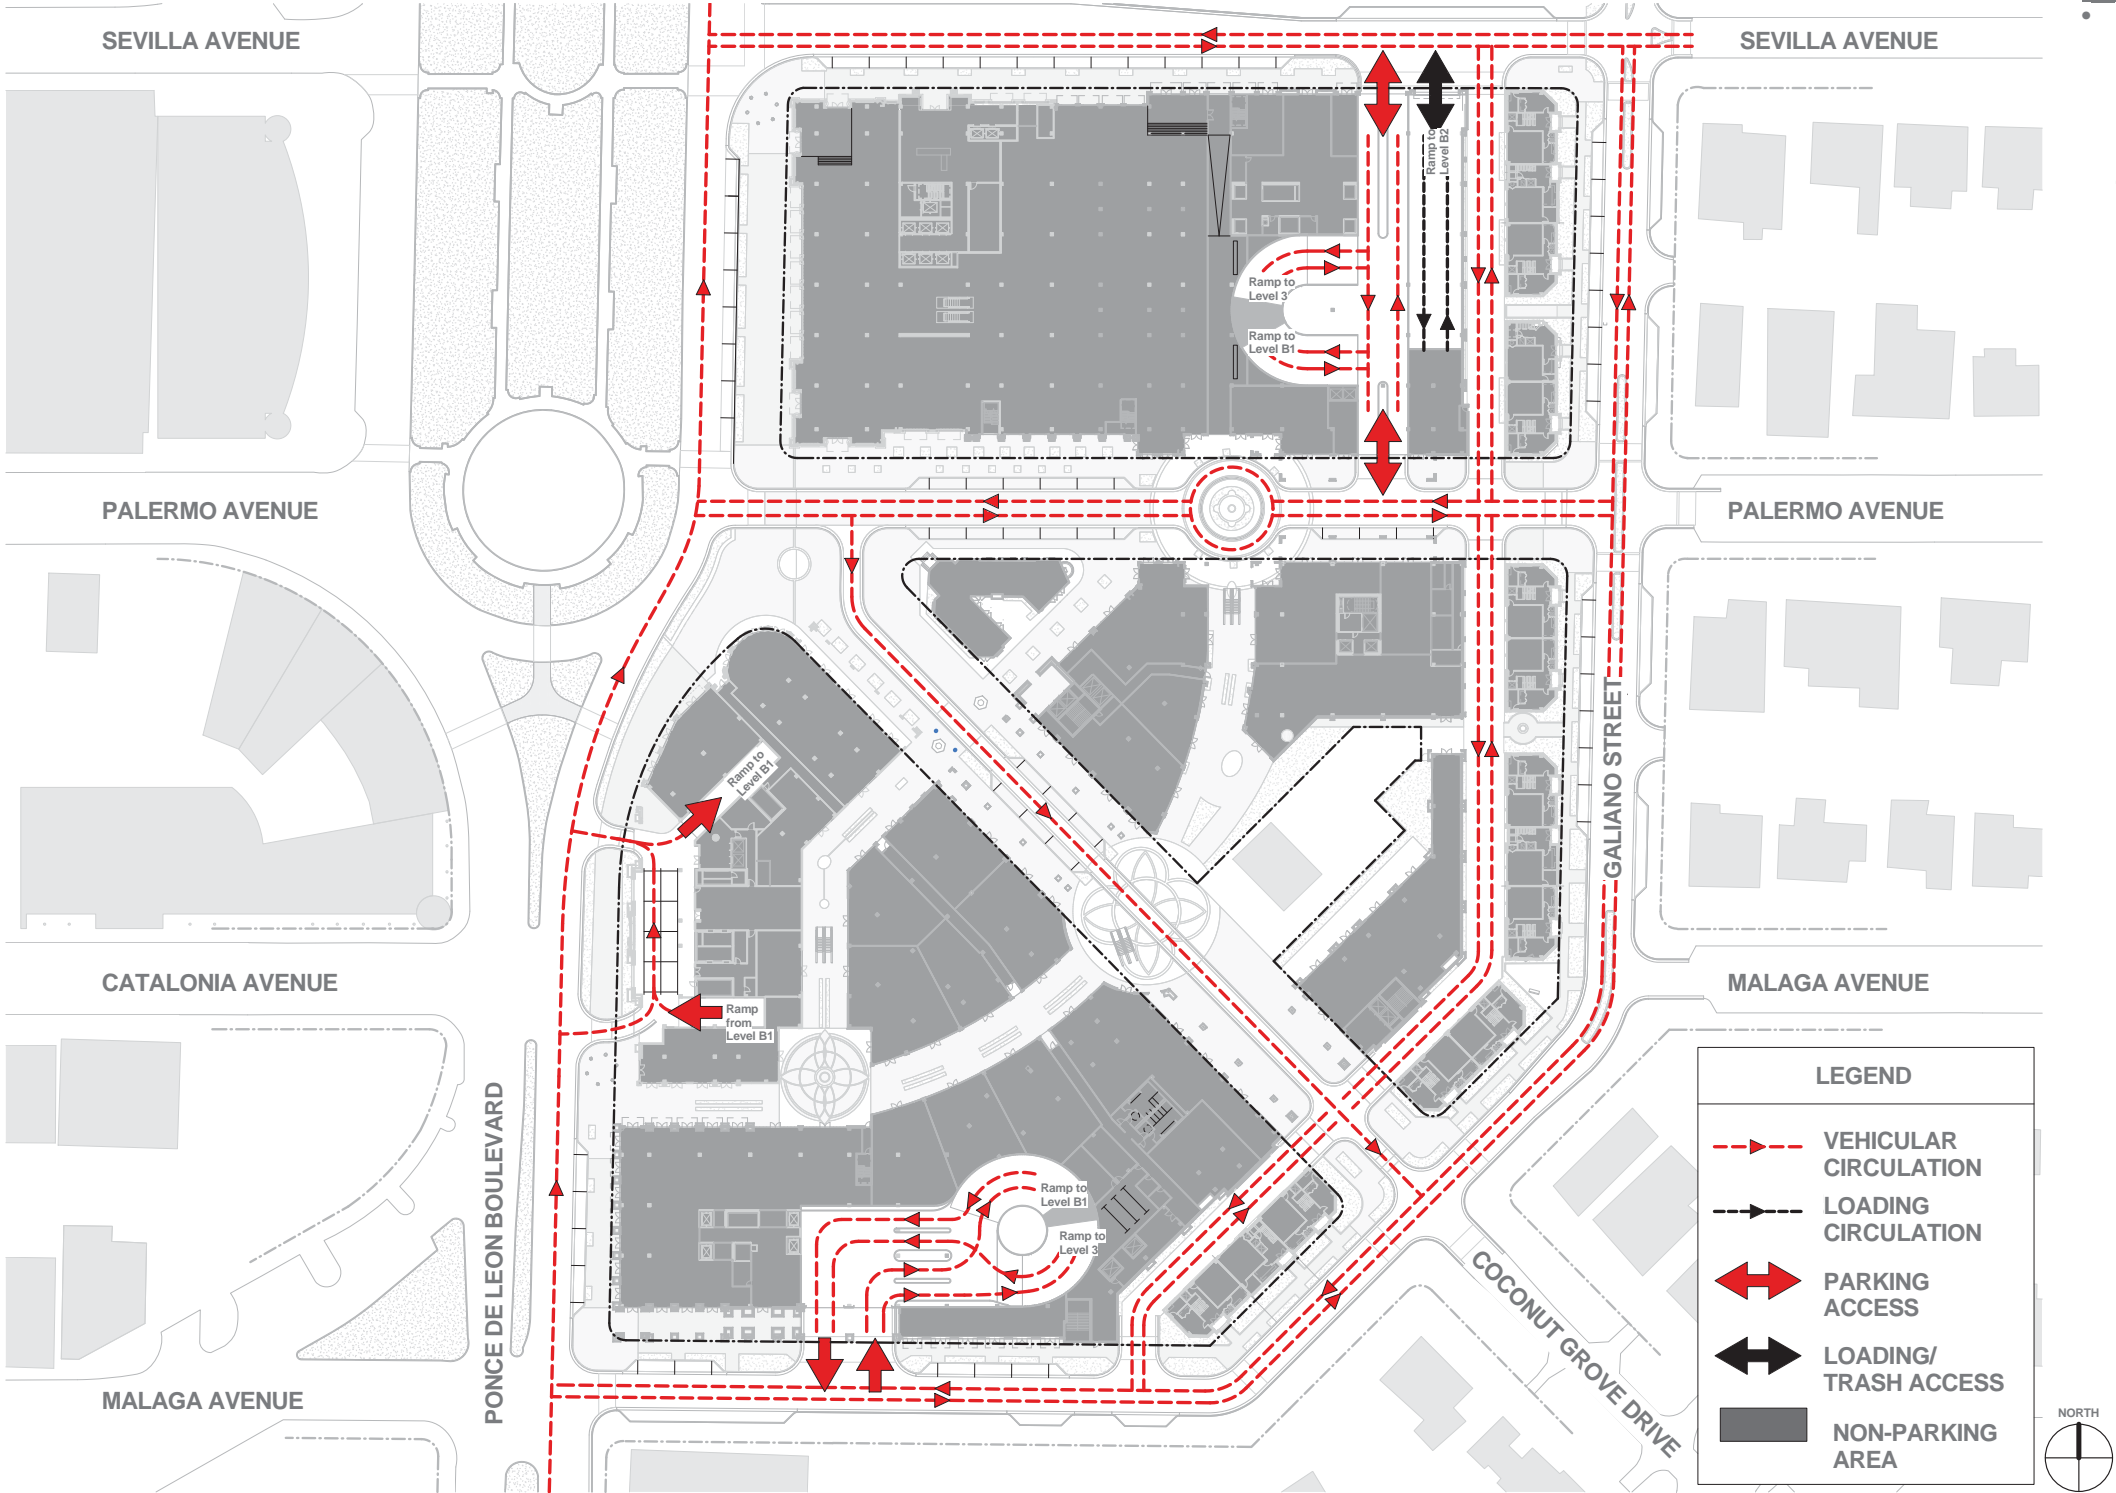 SEVILLA AVENUE
SEVILLA AVENUE
Ramp to
Level B2
Ramp to
Level 3
Ramp to
Level B1
PALERMO AVENUE
PALERMO AVENUE
Ramp to
Level B1
GALIANO STREET
CATALONIA AVENUE
MALAGA AVENUE
Ramp
from
Level B1
PONCE DE LEON BOULEVARD
Ramp to
Level B1
Ramp to
Level 3
COCONUT GROVE DRIVE
MALAGA AVENUE
LEGEND
VEHICULAR
CIRCULATION
LOADING
CIRCULATION
PARKING
ACCESS
LOADING/
TRASH ACCESS
NON-PARKING
AREA
NORTH